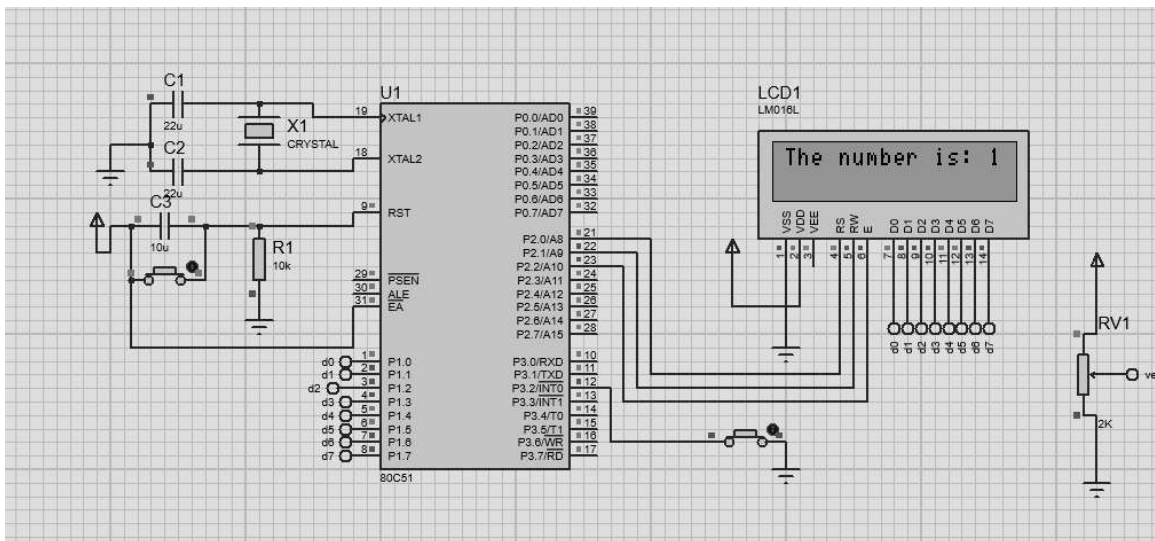 C1
22u
C2
22u
X1
CRYSTAL
C3
10u
R1
10k
U1
19
XTAL1
18
XTAL2
9
RST
29
PSEN
30
ALE
31
EA
d0
1
P1.0
d1
2
P1.1
d2
3
P1.2
d3
4
P1.3
d4
5
P1.4
d5
6
P1.5
d6
7
P1.6
d7
8
P1.7
P0.0/AD0
39
P0.1/AD1
38
P0.2/AD2
37
P0.3/AD3
36
P0.4/AD4
35
P0.5/AD5
34
P0.6/AD6
33
P0.7/AD7
32
P2.0/A8
21
P2.1/A9
22
P2.2/A10
23
P2.3/A11
24
P2.4/A12
25
P2.5/A13
26
P2.6/A14
27
P2.7/A15
28
P3.0/RXD
10
P3.1/TXD
11
P3.2/INT0
12
P3.3/INT1
13
P3.4/T0
14
P3.5/T1
15
P3.6/WR
16
P3.7/RD
17
80C51
LCD1
LM016L
The number is: 1
VSS
VDD
VEE
RS
RW
E
D0
D1
D2
D3
D4
D5
D6
D7
1
2
3
4
5
6
7
8
9
10
11
12
13
14
d0
d1
d2
d3
d4
d5
d6
d7
RV1
2K